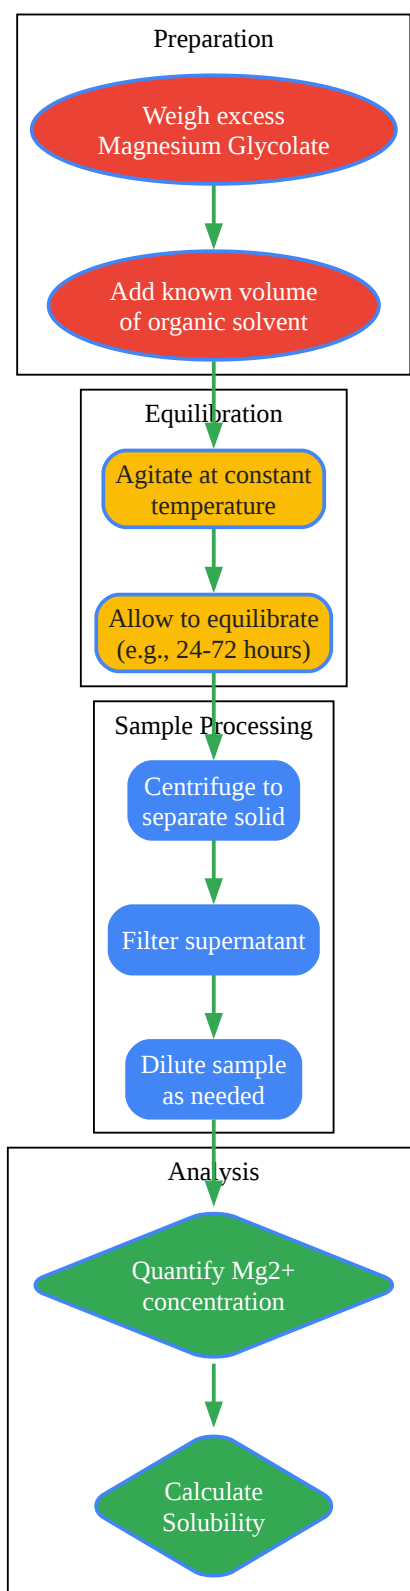 Preparation
Weigh excess
Magnesium Glycolate
Add known volume
of organic solvent
Equilibration
Agitate at constant
temperature
Allow to equilibrate
(e.g., 24-72 hours)
Sample Processing
Centrifuge to
separate solid
Filter supernatant
Dilute sample
as needed
Analysis
Quantify Mg2+
concentration
Calculate
Solubility